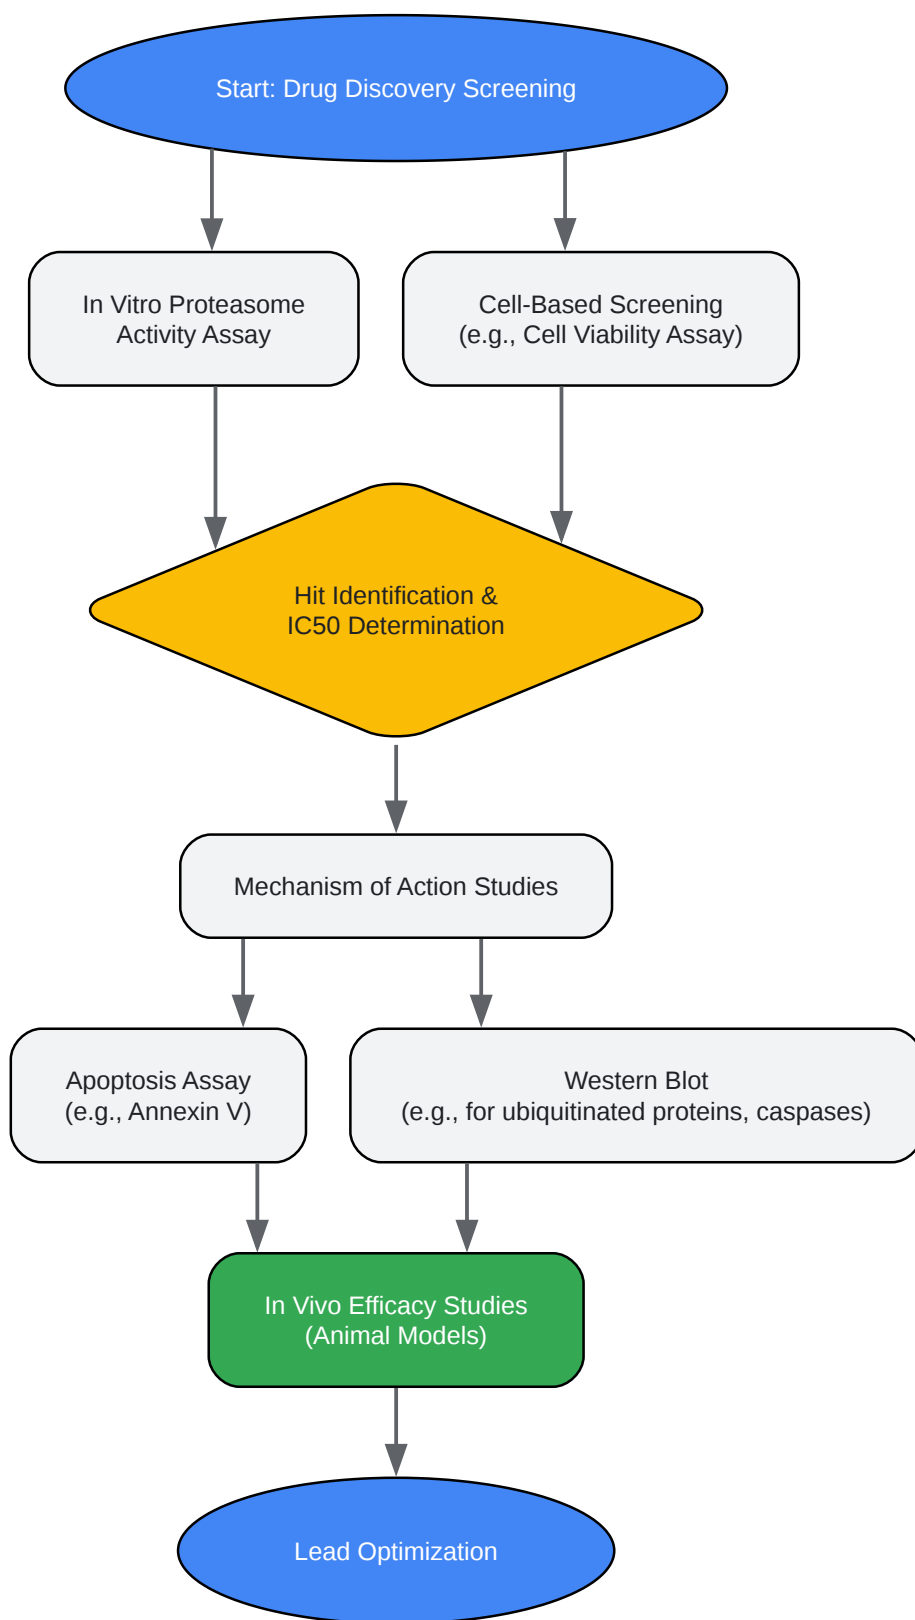 Start: Drug Discovery Screening
In Vitro Proteasome
Activity Assay
Cell-Based Screening
(e.g., Cell Viability Assay)
Hit Identification &
IC50 Determination
Mechanism of Action Studies
Apoptosis Assay
(e.g., Annexin V)
Western Blot
(e.g., for ubiquitinated proteins, caspases)
In Vivo Efficacy Studies
(Animal Models)
Lead Optimization